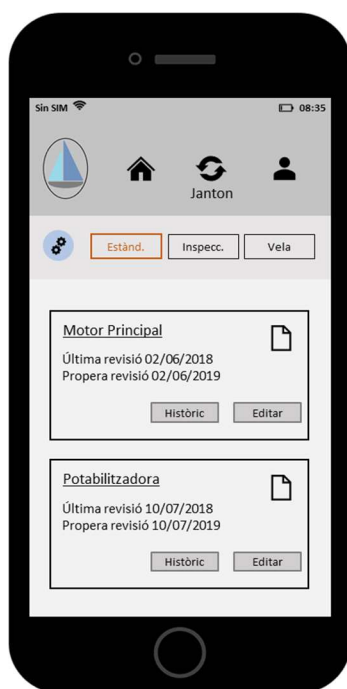 Sin SIM 08:35
Janton
Estànd. Inspecc. Vela
Motor Principal
Última revisió 02/06/2018
Propera revisió 02/06/2019
Històric Editar
Potabilitzadora
Última revisió 10/07/2018
Propera revisió 10/07/2019
Històric Editar